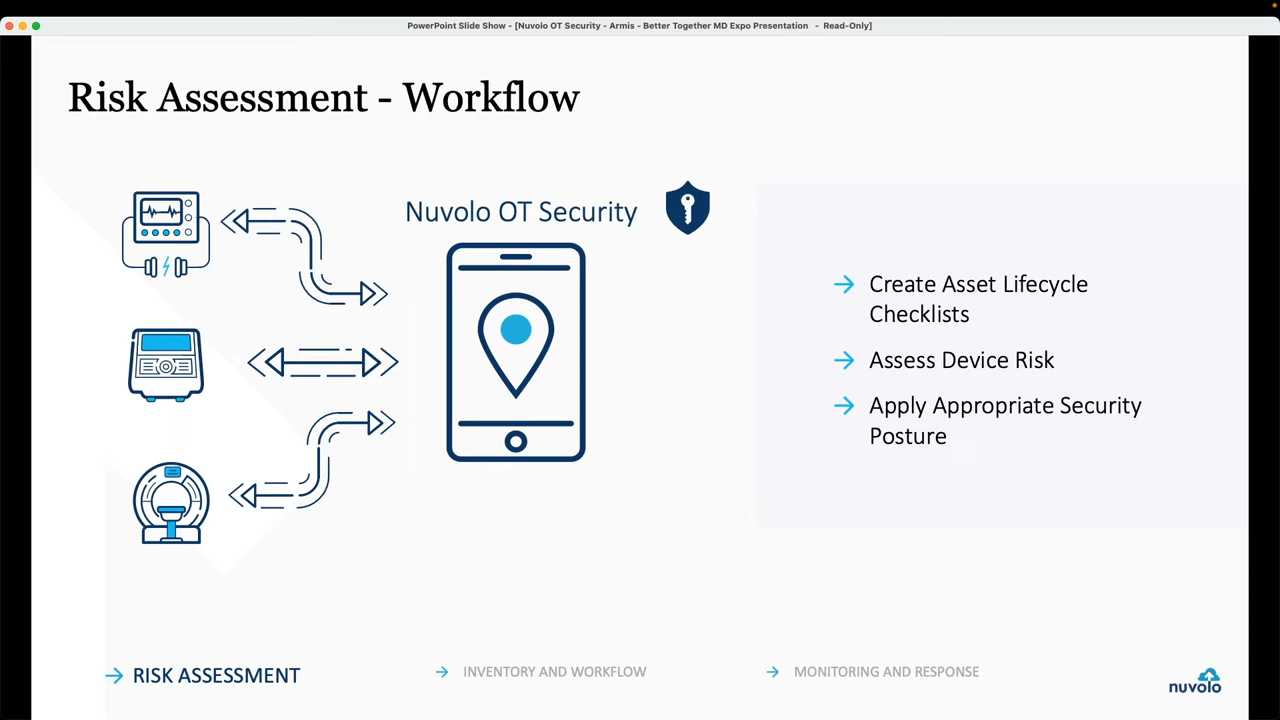 PowerPoint Slide Show - [Nuvolo OT Security - Armis - Better Together MD Expo Presentation - Read-Only]
Risk Assessment - Workflow
Nuvolo OT Security
Create Asset Lifecycle
Checklists
Assess Device Risk
Apply Appropriate Security
Posture
RISK ASSESSMENT
INVENTORY AND WORKFLOW
MONITORING AND RESPONSE
nuvolo